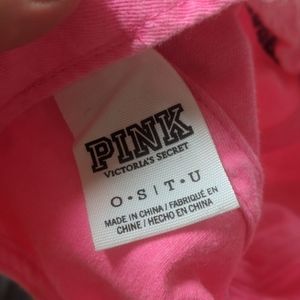 PINK
VICTORIA'S SECRET
O • S | T • U
MADE IN CHINA / FABRIQUÉ EN
CHINE / HECHO EN CHINA